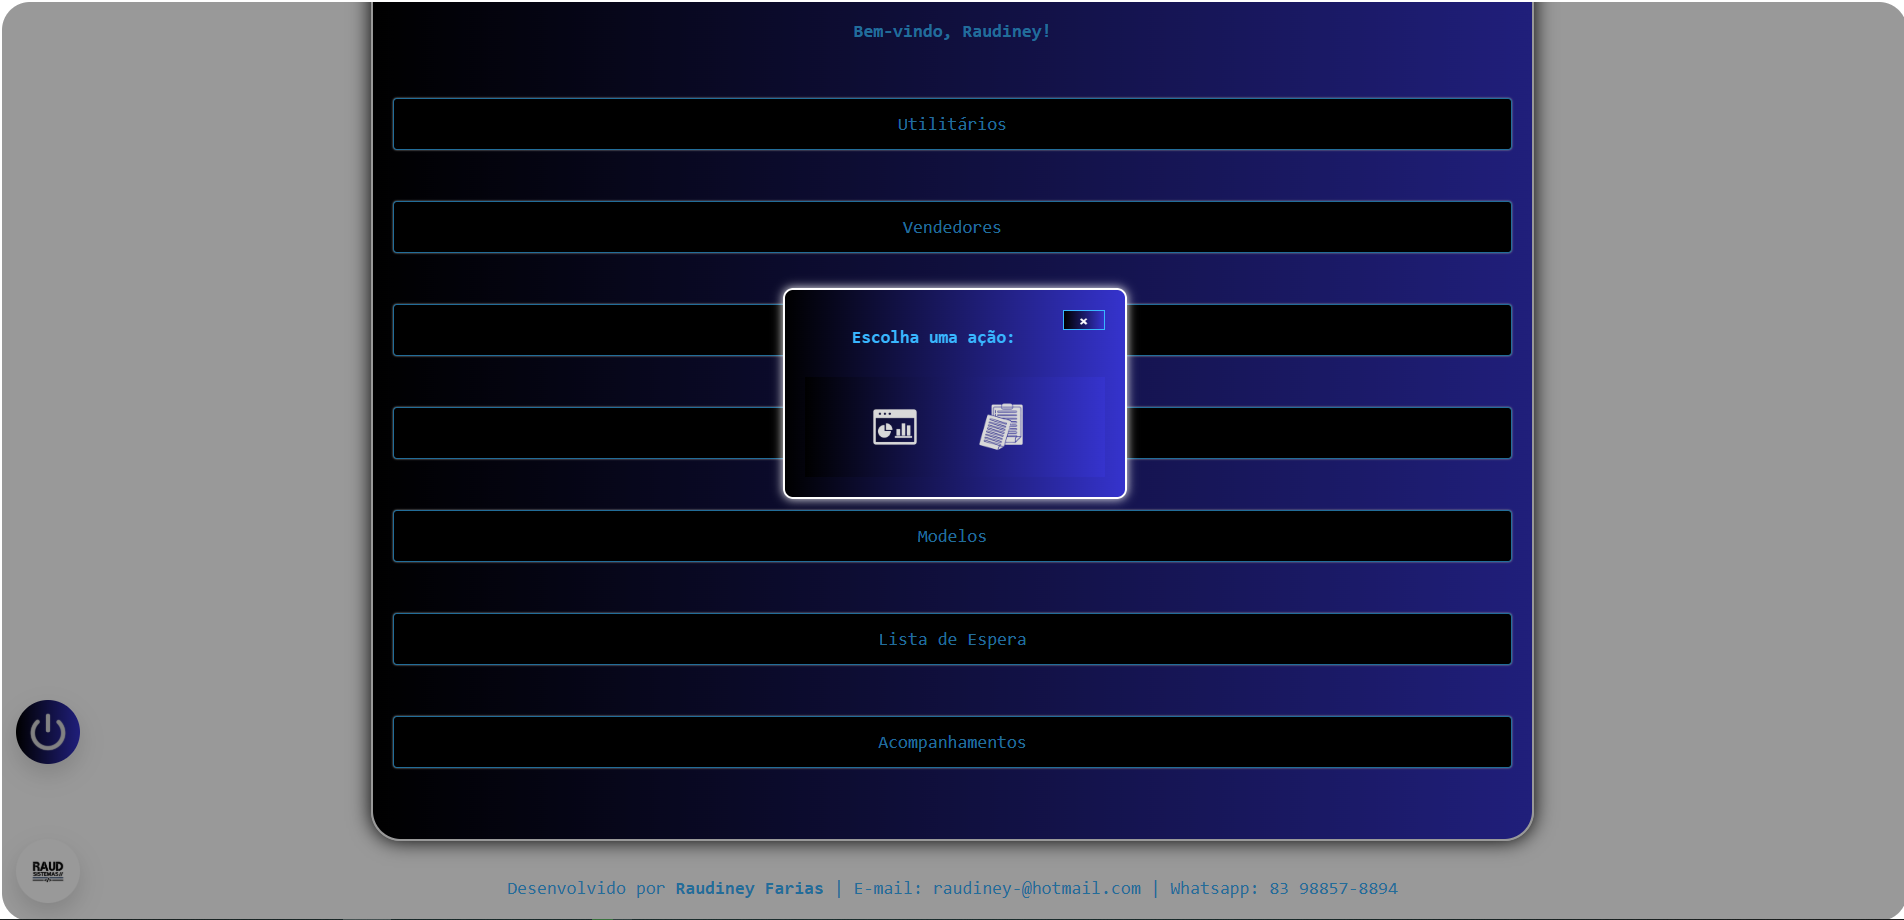 Bem-vindo, Raudiney!
Utilitários
Vendedores
×
Escolha uma ação:
Modelos
Lista de Espera
Acompanhamentos
RAUD
SISTEMAS//
Desenvolvido por Raudiney Farias | E-mail: raudiney-@hotmail.com | Whatsapp: 83 98857-8894